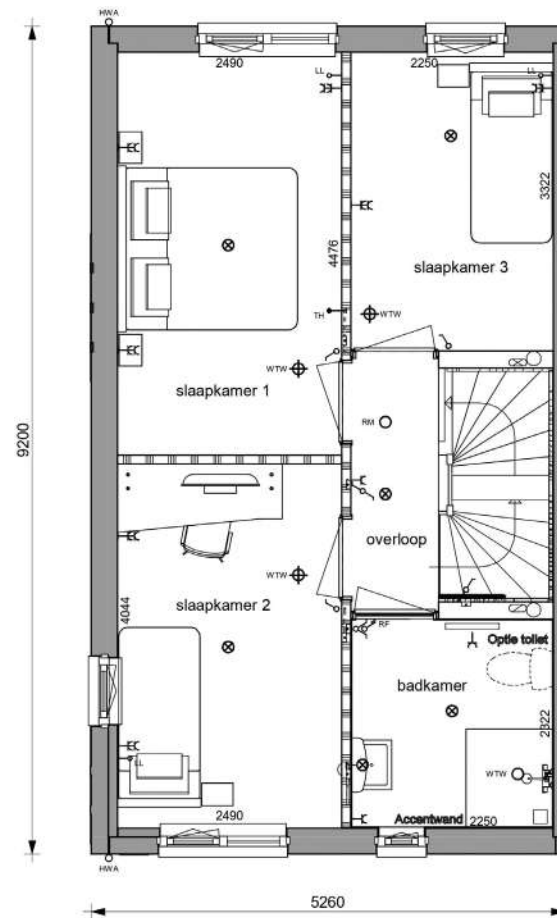 HWA
2490
2250
LL
LL
3322
4476
slaapkamer 3
TH
WTW
WTW
slaapkamer 1
RM
9200
overloop
WTW
slaapkamer 2
4044
RF
Optie toilet
badkamer
2322
LL
WTW
2490
Accentwand
2250
HWA
5260